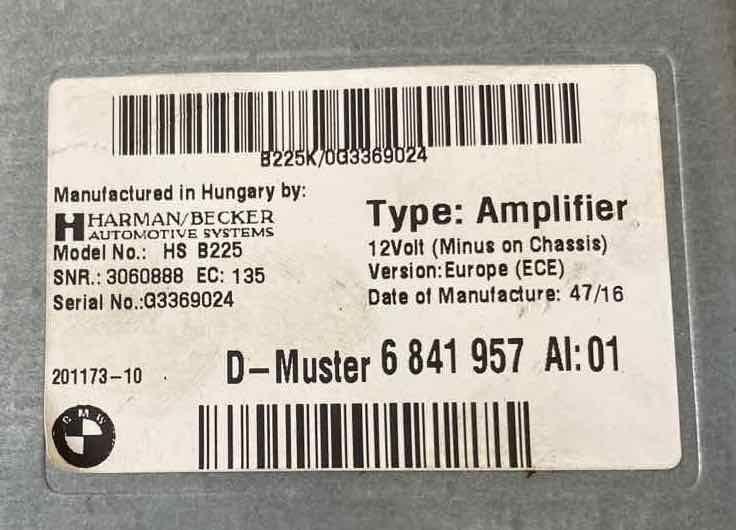 B225K/0G3369024
Manufactured in Hungary by:
HARMAN/BECKER
AUTOMOTIVE SYSTEMS
Model No.: HS B225
SNR.: 3060888 EC: 135
Serial No.:G3369024
Type: Amplifier
12Volt (Minus on Chassis)
Version:Europe (ECE)
Date of Manufacture: 47/16
201173-10
D-Muster 6 841 957 AI:01
BMW